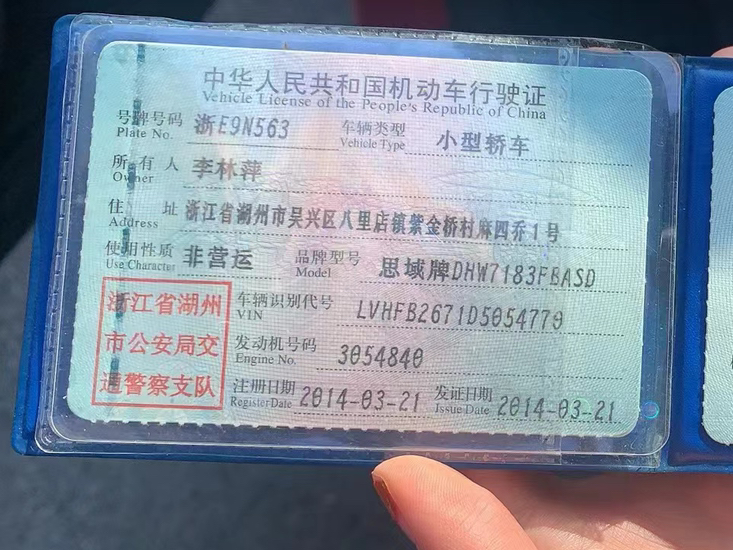 中华人民共和国机动车行驶证
Vehicle License of the People's Republic of China
号牌号码 浙E9N563 车辆类型 小型轿车
Plate No. Vehicle Type
所有人 李林萍
Owner
住址 浙江省湖州市吴兴区八里店镇紫金桥村麻四乔1号
Address
使用性质 非营运 品牌型号 思域牌DHW7183FBASD
Use Character Model
浙江省湖州
市公安局交
通警察支队
车辆识别代号 LVHFB2671D5054770
VIN
发动机号码 3054840
Engine No.
注册日期 2014-03-21 发证日期 2014-03-21
Register Date Issue Date